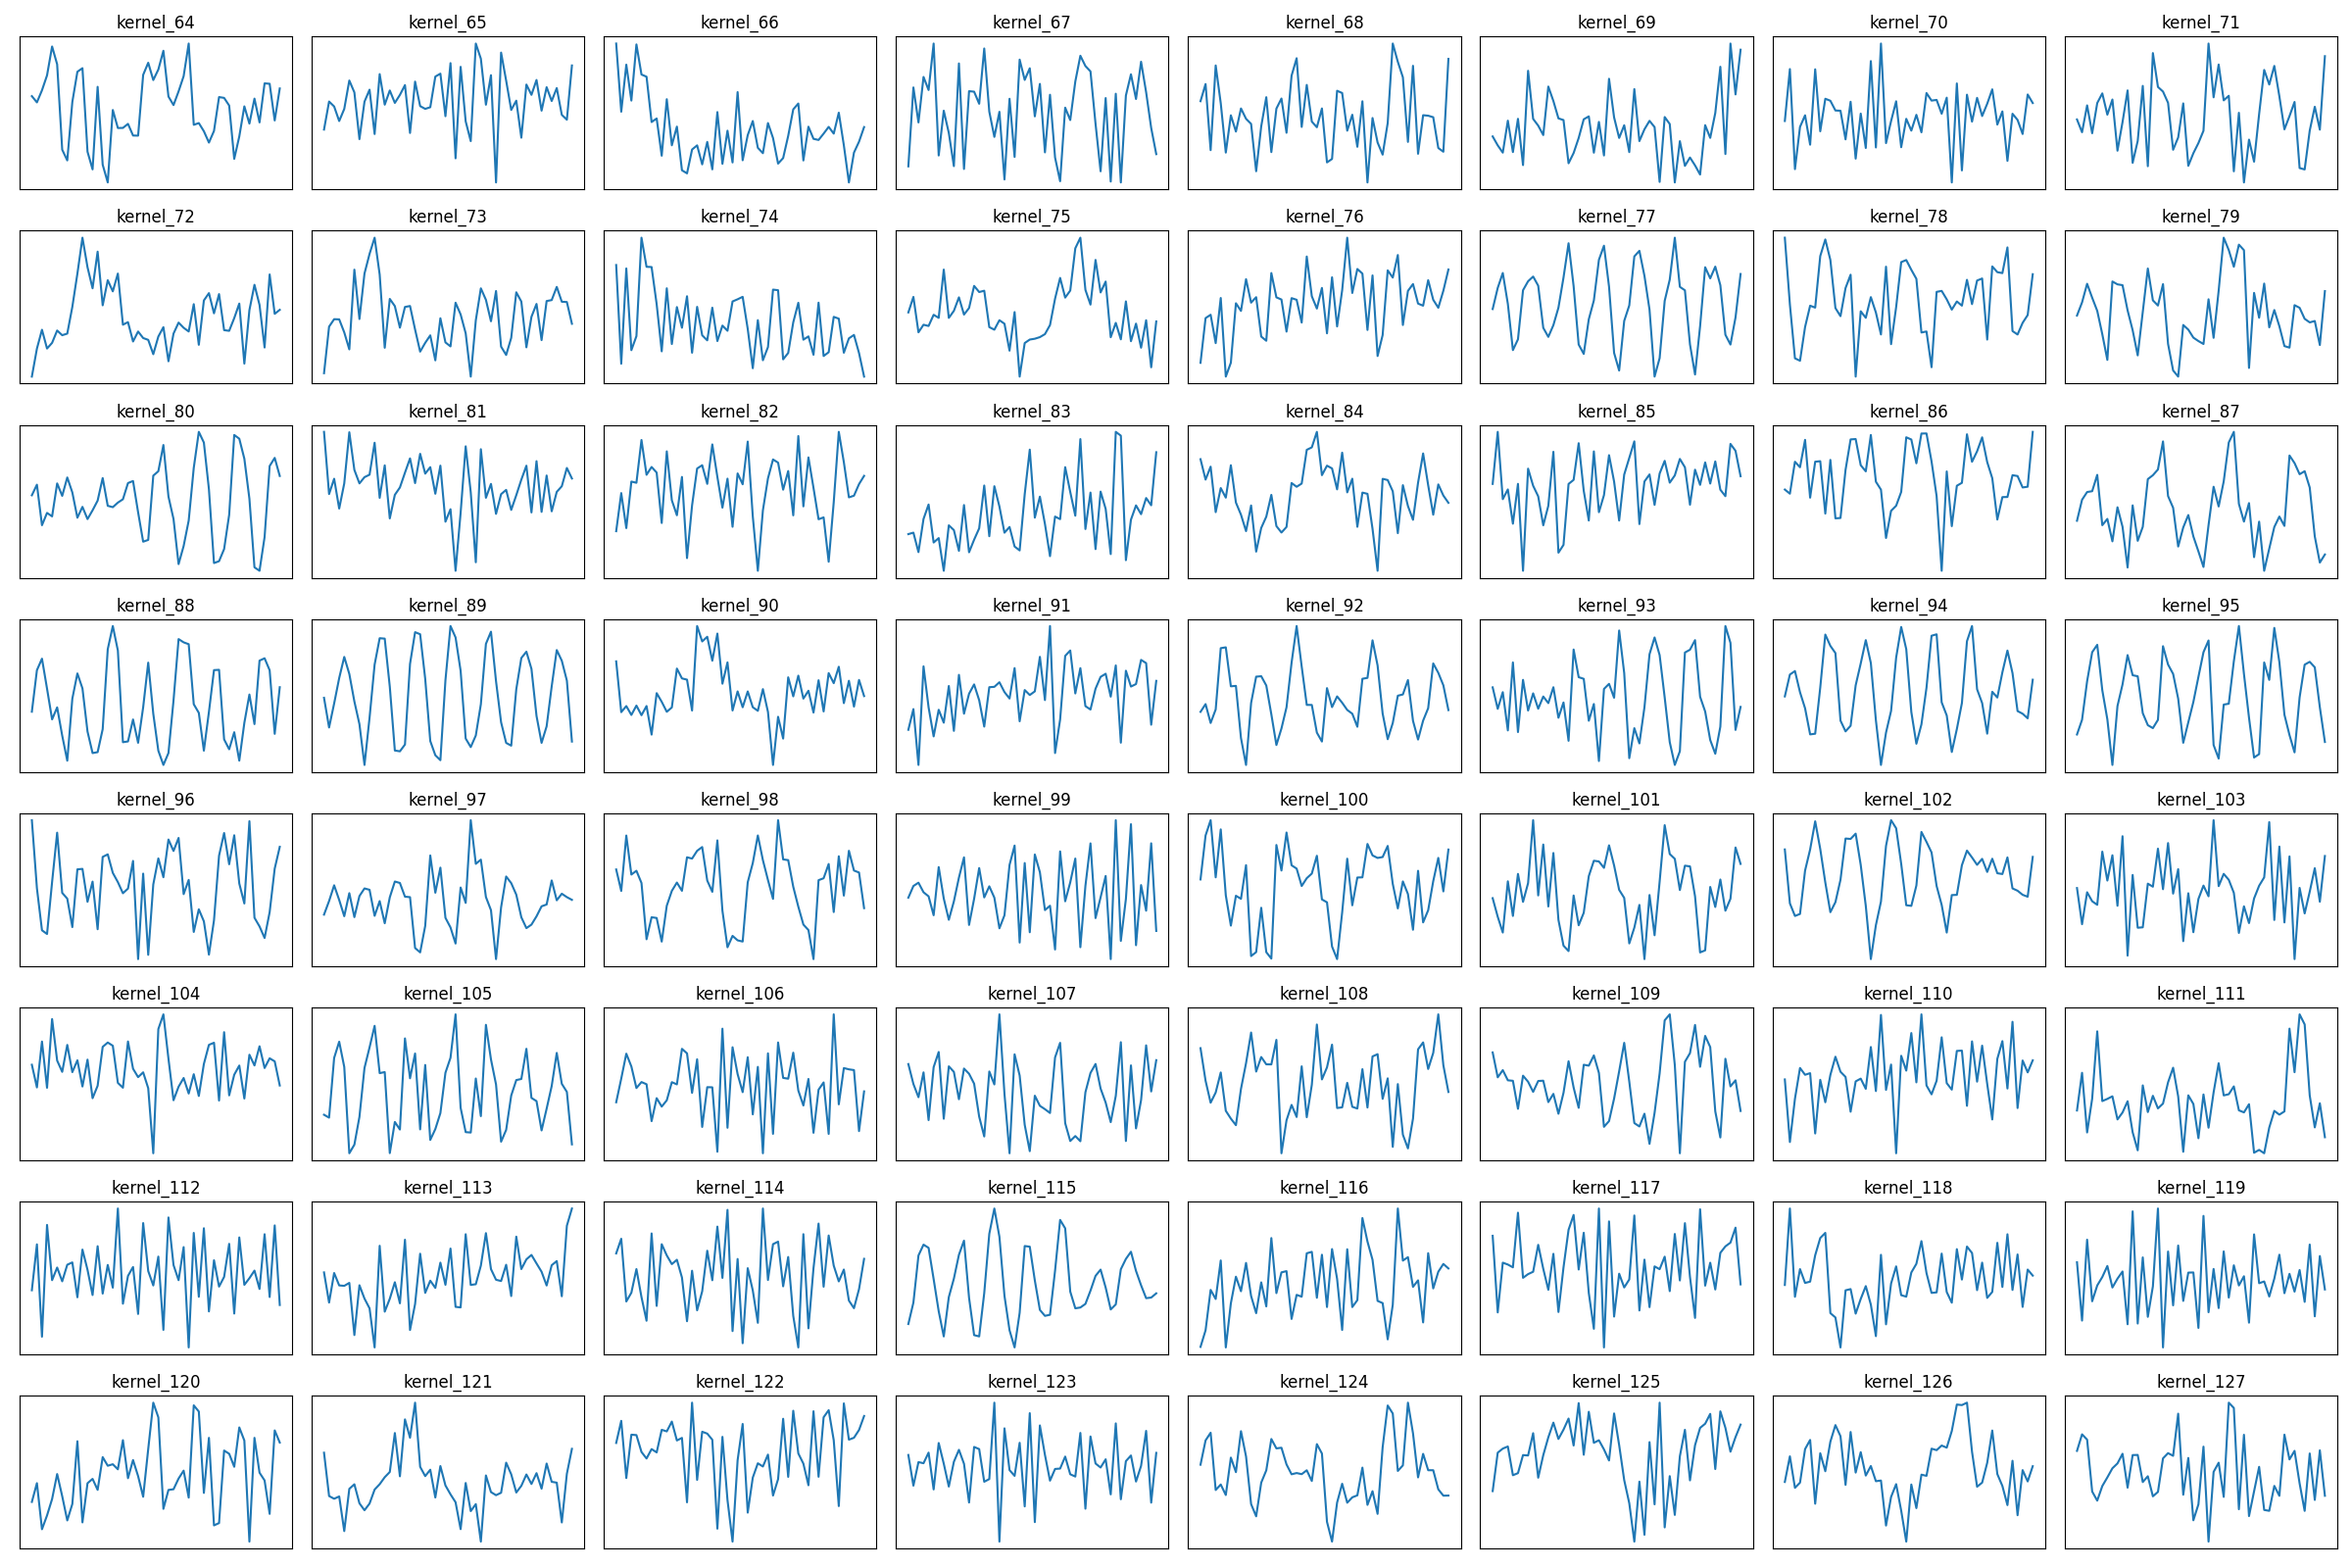 kernel_64 kernel_65 kernel_66 kernel_67 kernel_68 kernel_69 kernel_70 kernel_71
kernel_72 kernel_73 kernel_74 kernel_75 kernel_76 kernel_77 kernel_78 kernel_79
kernel_80 kernel_81 kernel_82 kernel_83 kernel_84 kernel_85 kernel_86 kernel_87
kernel_88 kernel_89 kernel_90 kernel_91 kernel_92 kernel_93 kernel_94 kernel_95
kernel_96 kernel_97 kernel_98 kernel_99 kernel_100 kernel_101 kernel_102 kernel_103
kernel_104 kernel_105 kernel_106 kernel_107 kernel_108 kernel_109 kernel_110 kernel_111
kernel_112 kernel_113 kernel_114 kernel_115 kernel_116 kernel_117 kernel_118 kernel_119
kernel_120 kernel_121 kernel_122 kernel_123 kernel_124 kernel_125 kernel_126 kernel_127